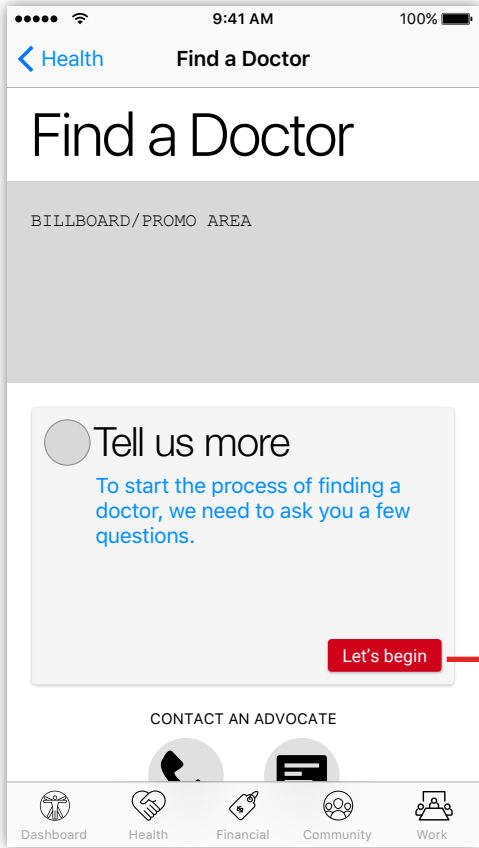 9:41 AM
100%
Health
Find a Doctor
Find a Doctor
BILLBOARD/PROMO AREA
Tell us more
To start the process of finding a
doctor, we need to ask you a few
questions.
Let's begin
CONTACT AN ADVOCATE
Dashboard
Health
Financial
Community
Work